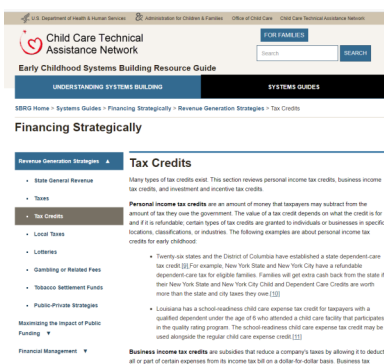 U.S. Department of Health & Human Services Administration for Children & Families Office of Child Care Child Care Technical Assistance Network
Child Care Technical
Assistance Network
FOR FAMILIES
Search SEARCH
Early Childhood Systems Building Resource Guide
UNDERSTANDING SYSTEMS BUILDING SYSTEMS GUIDES
SBRG Home > Systems Guides > Financing Strategically > Revenue Generation Strategies > Tax Credits
Financing Strategically
Revenue Generation Strategies ▲
• State General Revenue
• Taxes
• Tax Credits
• Local Taxes
• Lotteries
• Gambling or Related Fees
• Tobacco Settlement Funds
• Public-Private Strategies
Maximizing the Impact of Public
Funding ▼
Financial Management ▼
Tax Credits
Many types of tax credits exist. This section reviews personal income tax credits, business income
tax credits, and investment and incentive tax credits.
Personal income tax credits are an amount of money that taxpayers may subtract from the
amount of tax they owe the government. The value of a tax credit depends on what the credit is for
and if it is refundable; certain types of tax credits are granted to individuals or businesses in specific
locations, classifications, or industries. The following examples are about personal income tax
credits for early childhood:
• Twenty-six states and the District of Columbia have established a state dependent-care
tax credit.[9] For example, New York State and New York City have a refundable
dependent-care tax for eligible families. Families will get extra cash back from the state if
their New York State and New York City Child and Dependent Care Credits are worth
more than the state and city taxes they owe.[10]
• Louisiana has a school-readiness child care expense tax credit for taxpayers with a
qualified dependent under the age of 6 who attended a child care facility that participates
in the quality rating program. The school-readiness child care expense tax credit may be
used alongside the regular child care expense credit.[11]
Business income tax credits are subsidies that reduce a company's taxes by allowing it to deduct
all or part of certain expenses from its income tax bill on a dollar-for-dollar basis. Business tax